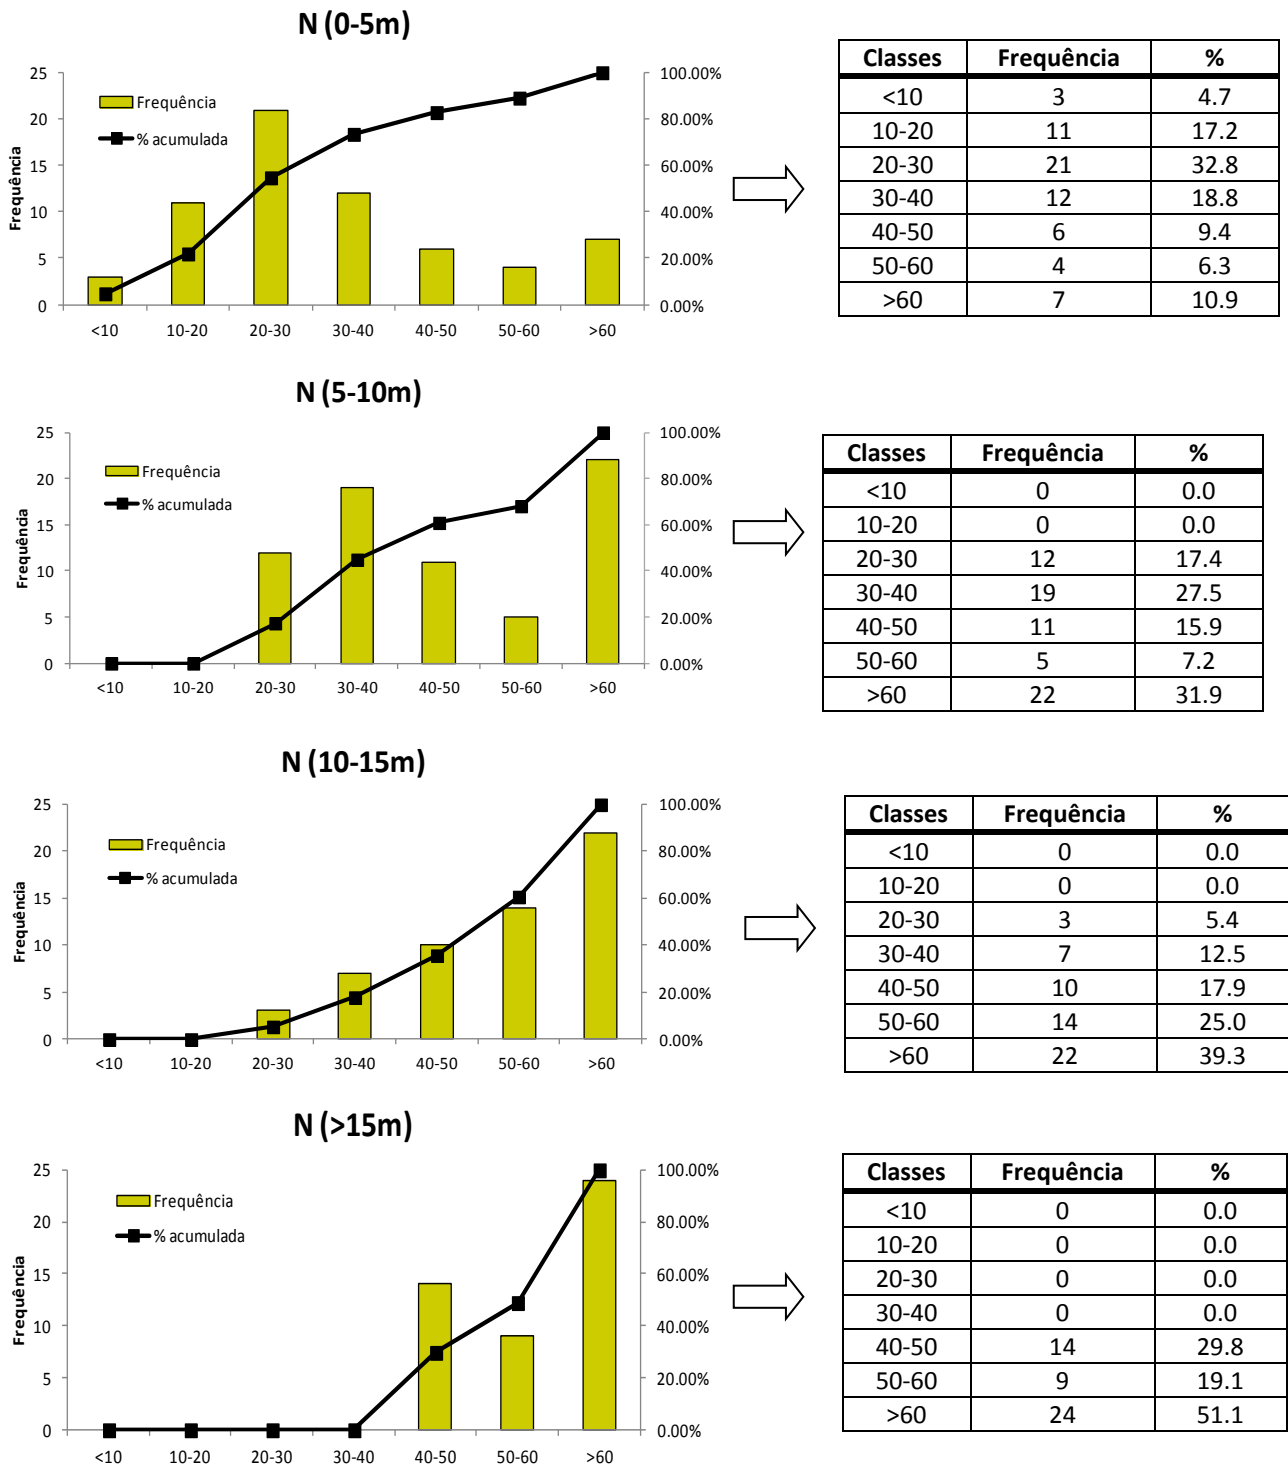 N (0-5m)
25
20
15
10
5
0
Frequência
Frequência
% acumulada
100.00%
80.00%
60.00%
40.00%
20.00%
0.00%
<10 10-20 20-30 30-40 40-50 50-60 >60
Classes Frequência %
<10 3 4.7
10-20 11 17.2
20-30 21 32.8
30-40 12 18.8
40-50 6 9.4
50-60 4 6.3
>60 7 10.9
N (5-10m)
25
20
15
10
5
0
Frequência
Frequência
% acumulada
100.00%
80.00%
60.00%
40.00%
20.00%
0.00%
<10 10-20 20-30 30-40 40-50 50-60 >60
Classes Frequência %
<10 0 0.0
10-20 0 0.0
20-30 12 17.4
30-40 19 27.5
40-50 11 15.9
50-60 5 7.2
>60 22 31.9
N (10-15m)
25
20
15
10
5
0
Frequência
Frequência
% acumulada
100.00%
80.00%
60.00%
40.00%
20.00%
0.00%
<10 10-20 20-30 30-40 40-50 50-60 >60
Classes Frequência %
<10 0 0.0
10-20 0 0.0
20-30 3 5.4
30-40 7 12.5
40-50 10 17.9
50-60 14 25.0
>60 22 39.3
N (>15m)
25
20
15
10
5
0
Frequência
Frequência
% acumulada
100.00%
80.00%
60.00%
40.00%
20.00%
0.00%
<10 10-20 20-30 30-40 40-50 50-60 >60
Classes Frequência %
<10 0 0.0
10-20 0 0.0
20-30 0 0.0
30-40 0 0.0
40-50 14 29.8
50-60 9 19.1
>60 24 51.1